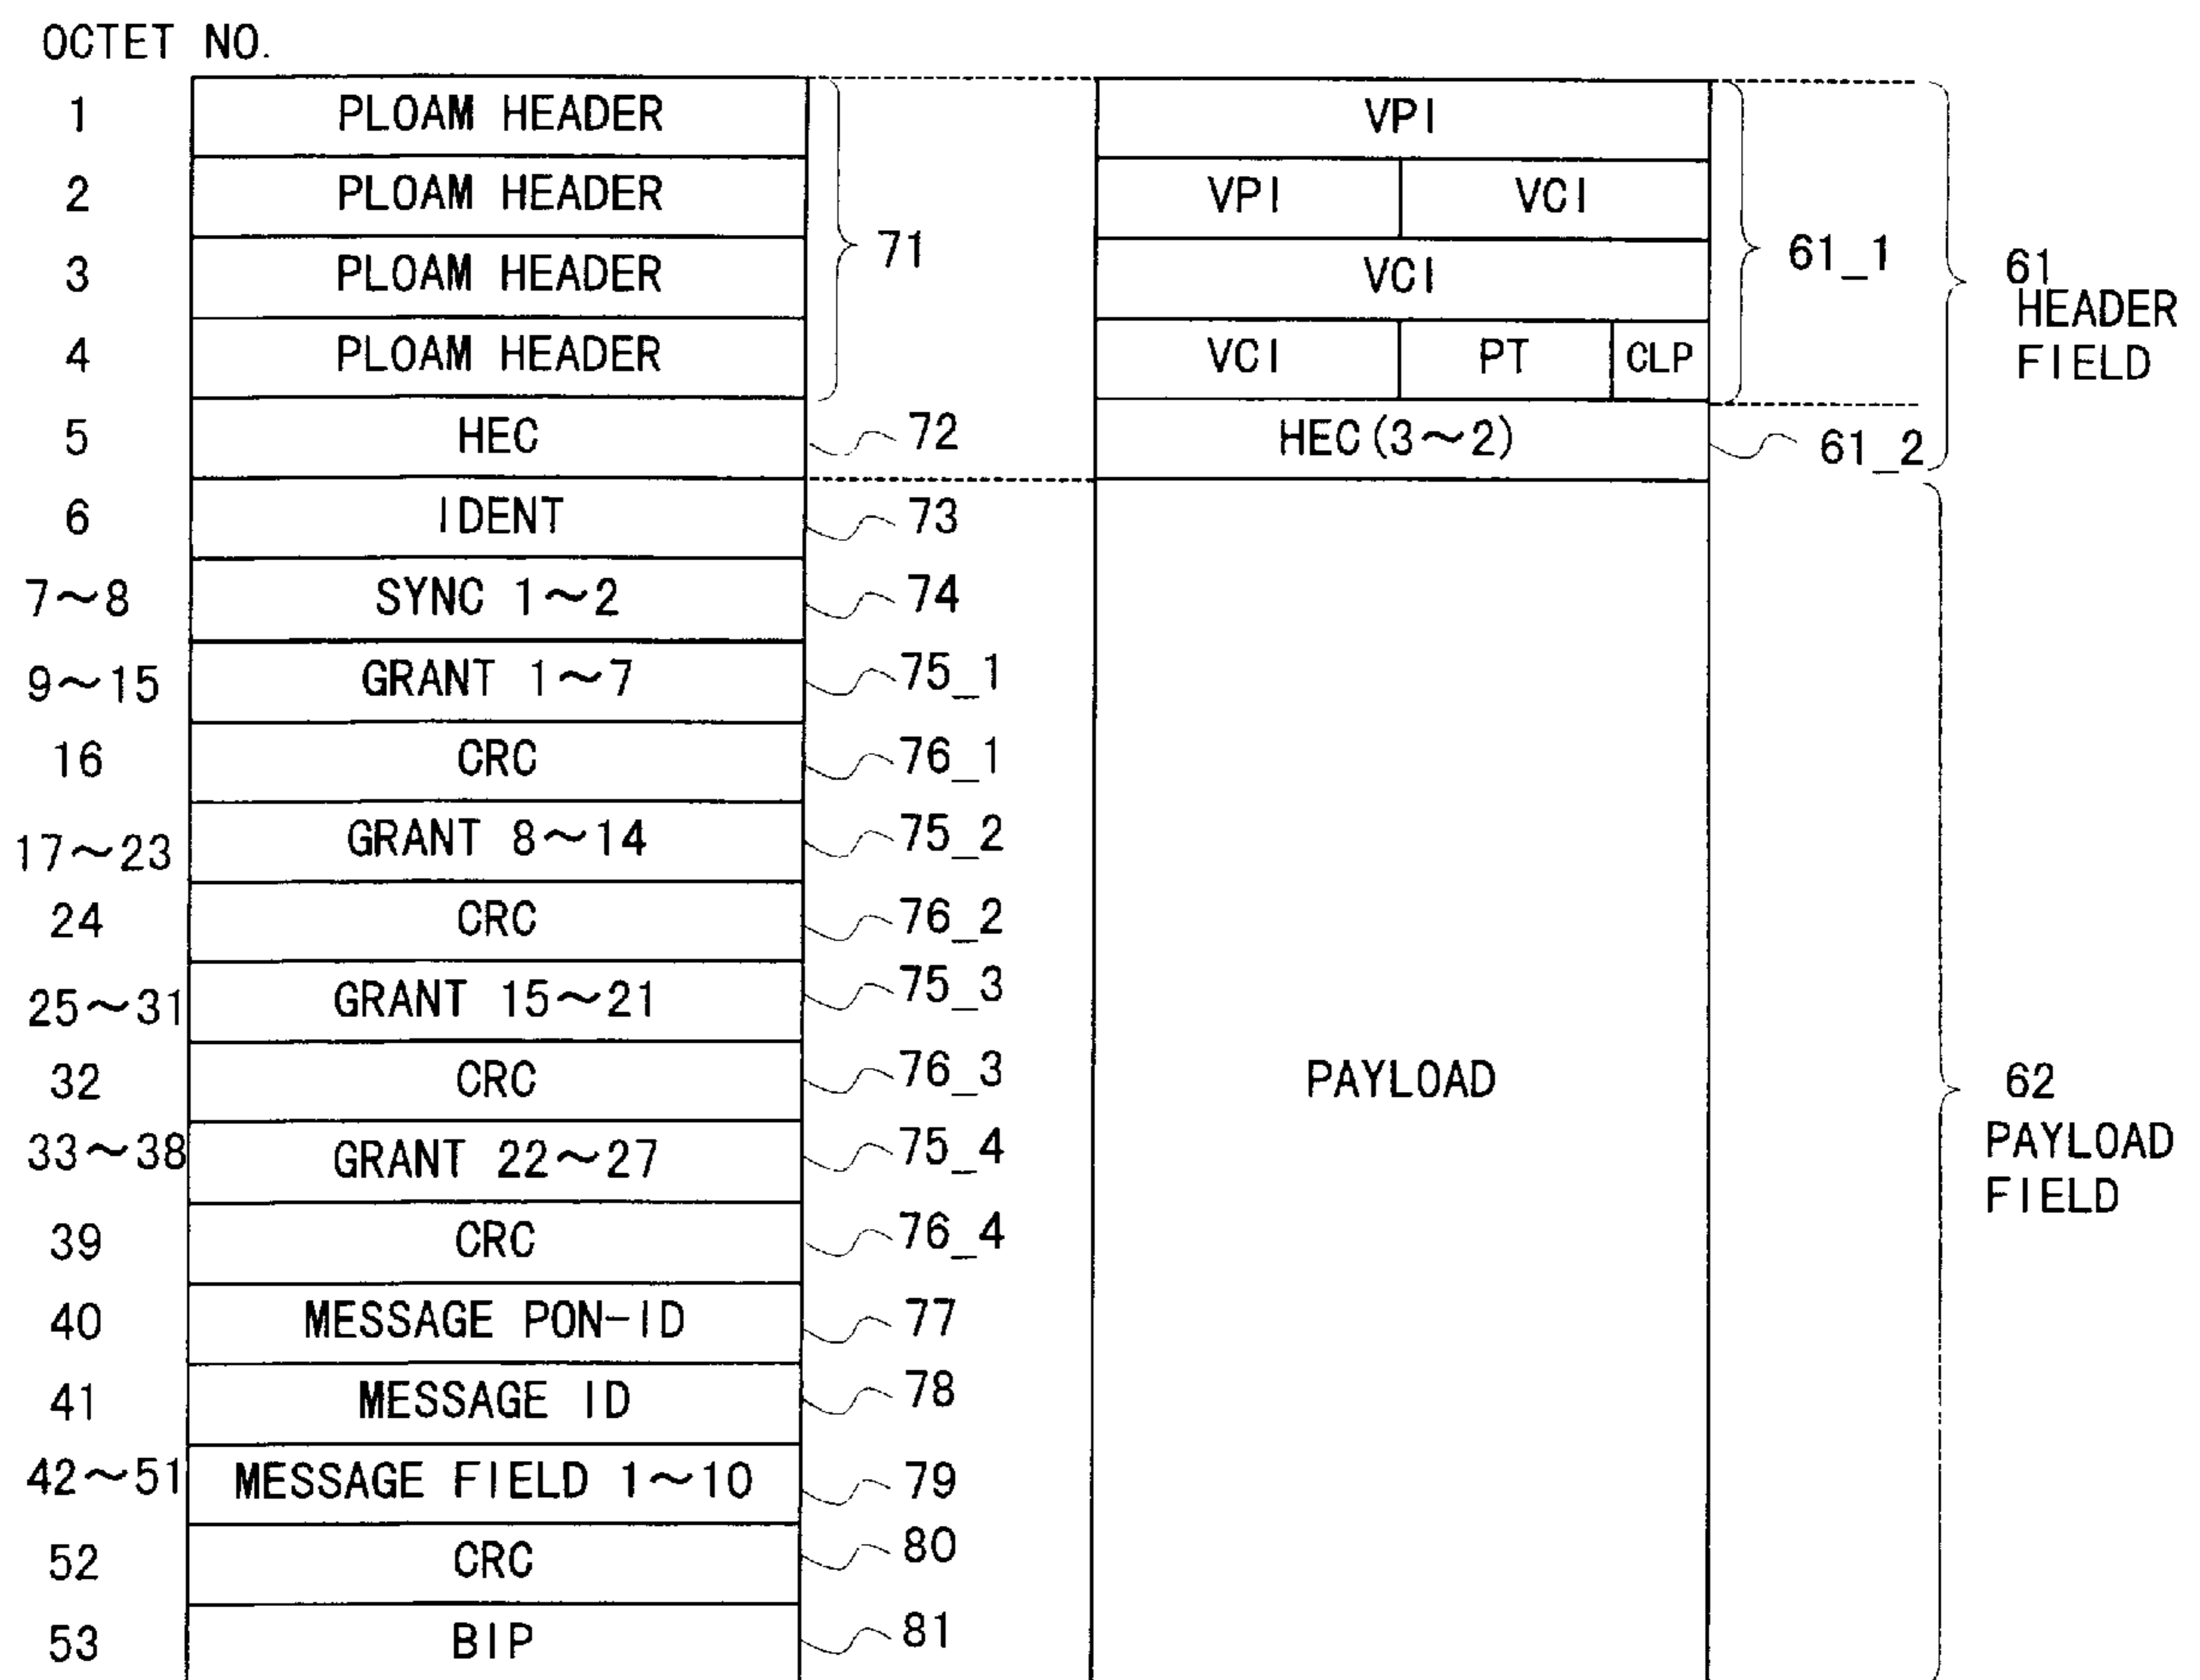 OCTET NO.
1 PLOAM HEADER VPI
2 PLOAM HEADER VPI VCI
71 61_1
3 PLOAM HEADER VCI
61
HEADER
FIELD
4 PLOAM HEADER VCI PT CLP
5 HEC 72 HEC(3～2) 61_2
6 IDENT 73
7～8 SYNC 1～2 74
9～15 GRANT 1～7 75_1
16 CRC 76_1
17～23 GRANT 8～14 75_2
24 CRC 76_2
25～31 GRANT 15～21 75_3
32 CRC 76_3 PAYLOAD 62
PAYLOAD
FIELD
33～38 GRANT 22～27 75_4
39 CRC 76_4
40 MESSAGE PON-ID 77
41 MESSAGE ID 78
42～51 MESSAGE FIELD 1～10 79
52 CRC 80
53 BIP 81